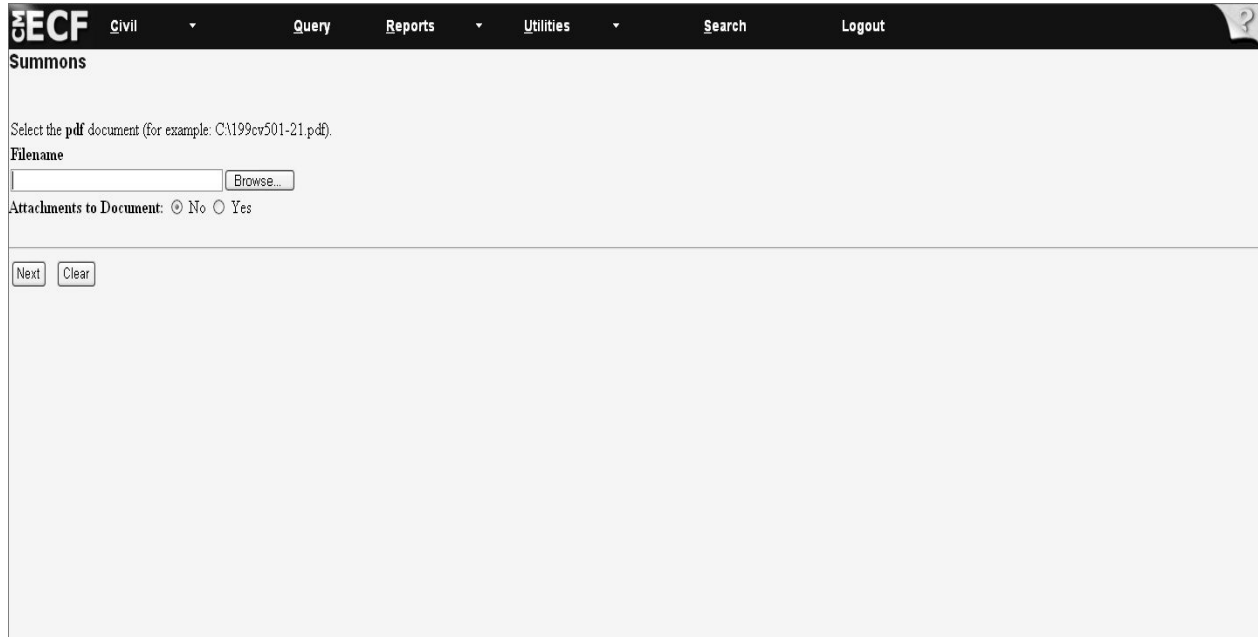 CM ECF Civil Query Reports Utilities Search Logout ?
Summons
Select the pdf document (for example: C:\199cv501-21.pdf).
Filename
Browse...
Attachments to Document: No Yes
Next Clear